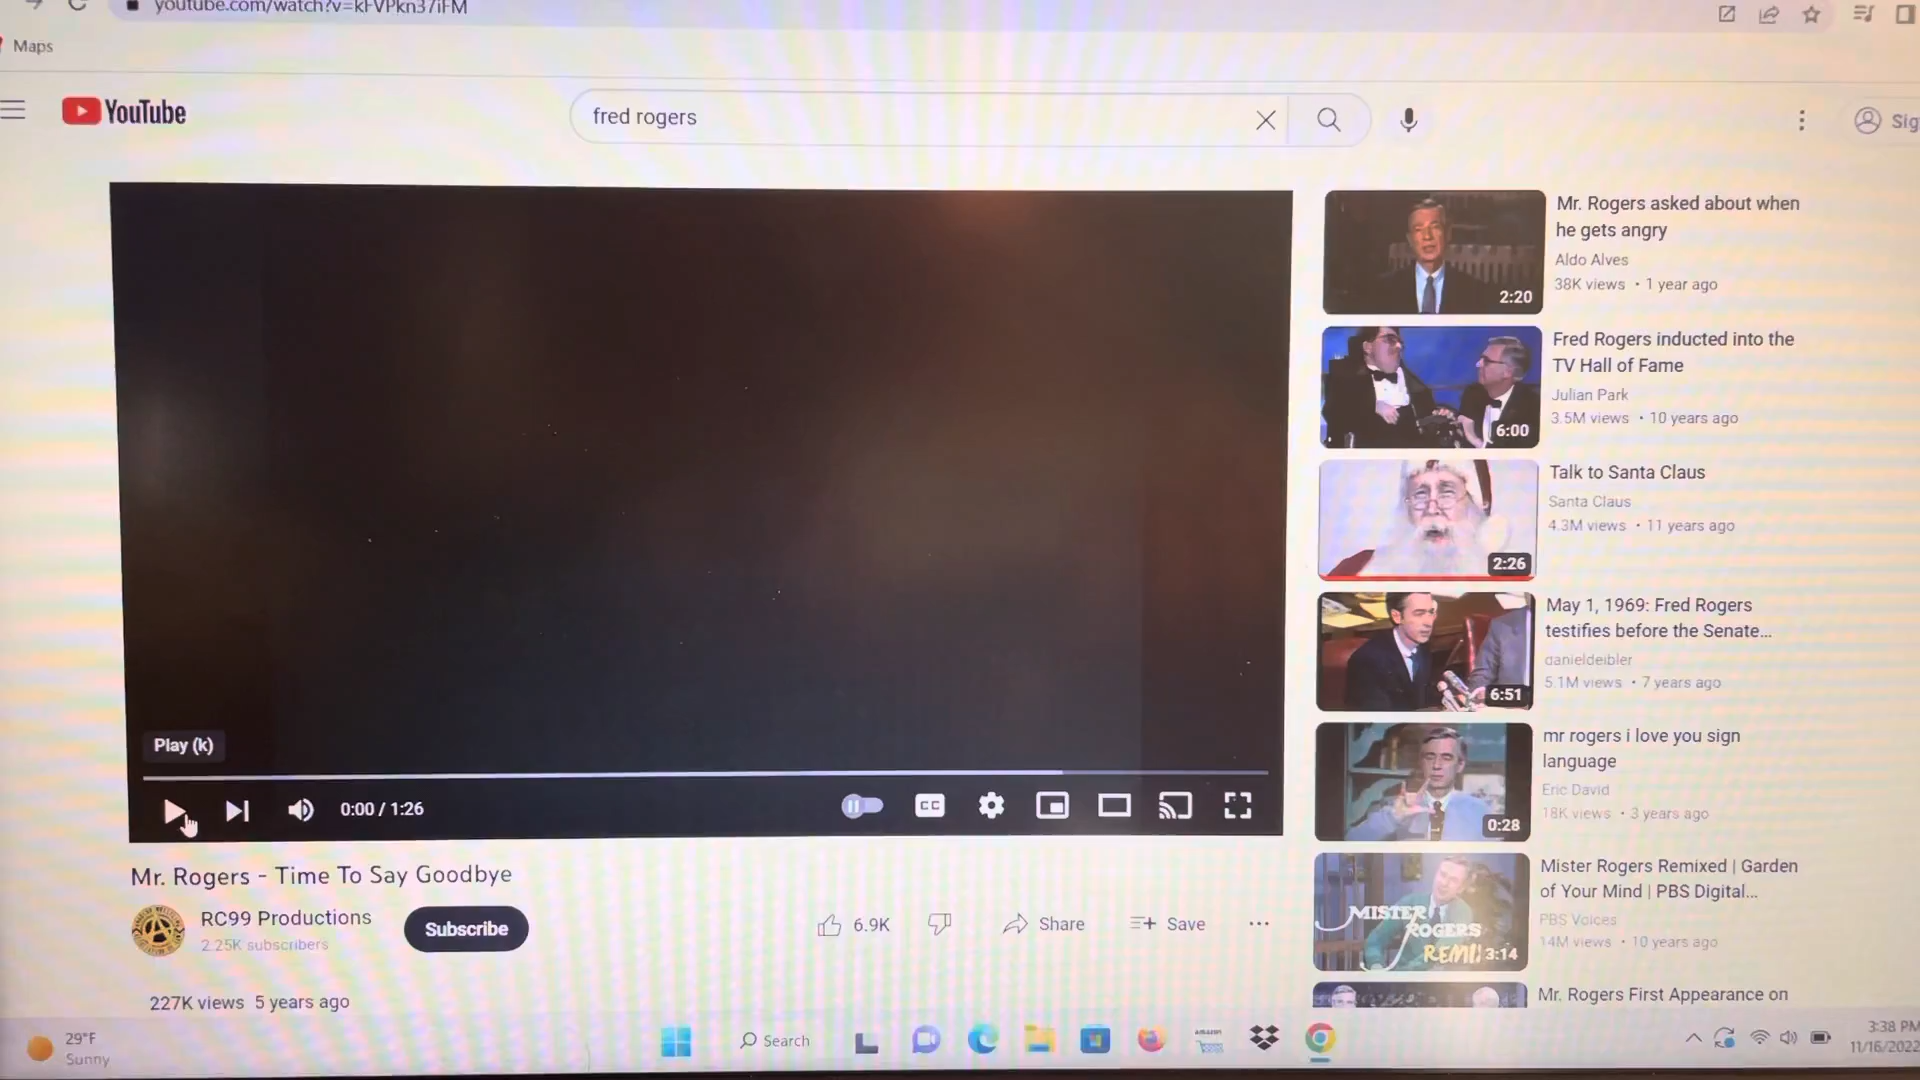 youtube.com/watch?v=kFVPkn37iFM
Maps
YouTube
fred rogers
Sig
Mr. Rogers asked about when
he gets angry
Aldo Alves
38K views • 1 year ago
2:20
Fred Rogers inducted into the
TV Hall of Fame
Julian Park
3.5M views • 10 years ago
6:00
Talk to Santa Claus
Santa Claus
4.3M views • 11 years ago
2:26
May 1, 1969: Fred Rogers
testifies before the Senate...
danieldeibler
5.1M views • 7 years ago
6:51
mr rogers i love you sign
language
Eric David
18K views • 3 years ago
0:28
Mister Rogers Remixed | Garden
of Your Mind | PBS Digital...
PBS Voices
14M views • 10 years ago
MISTER
ROGERS
REMI
3:14
Mr. Rogers First Appearance on
Play (k)
0:00 / 1:26
CC
Mr. Rogers - Time To Say Goodbye
RC99 Productions
2.25K subscribers
Subscribe
6.9K
Share
Save
227K views 5 years ago
29°F
Sunny
Search
amazon
3:38 PM
11/16/2022